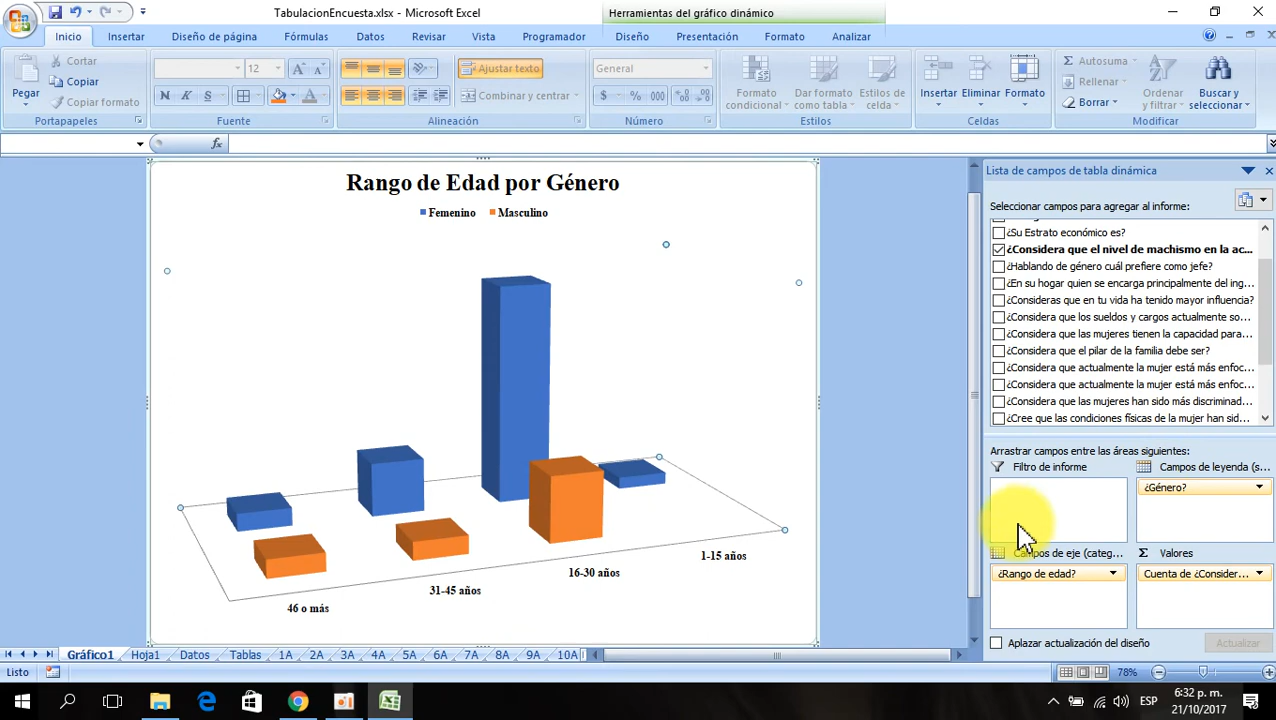 TabulacionEncuesta.xlsx - Microsoft Excel
Herramientas del gráfico dinámico
Inicio Insertar Diseño de página Fórmulas Datos Revisar Vista Programador Diseño Presentación Formato Analizar
Pegar
Cortar
Copiar
Copiar formato
Portapapeles
12
N K S
Fuente
Ajustar texto
Combinar y centrar
Alineación
General
$ % 000
Número
Formato condicional
Dar formato como tabla
Estilos de celda
Estilos
Insertar Eliminar Formato
Celdas
Autosuma
Rellenar
Borrar
Ordenar y filtrar
Buscar y seleccionar
Modificar
fx
Rango de Edad por Género
Femenino Masculino
1-15 años
16-30 años
31-45 años
46 o más
Lista de campos de tabla dinámica
Seleccionar campos para agregar al informe:
¿Su Estrato económico es?
¿Considera que el nivel de machismo en la ac...
¿Hablando de género cuál prefiere como jefe?
¿En su hogar quien se encarga principalmente del ing...
¿Consideras que en tu vida ha tenido mayor influencia?
¿Considera que los sueldos y cargos actualmente so...
¿Considera que las mujeres tienen la capacidad para...
¿Considera que el pilar de la familia debe ser?
¿Considera que actualmente la mujer está más enfoc...
¿Considera que actualmente la mujer está más enfoc...
¿Considera que las mujeres han sido más discriminad...
¿Cree que las condiciones físicas de la mujer han sid...
Arrastrar campos entre las áreas siguientes:
Filtro de informe
Campos de leyenda (s...
¿Género?
Campos de eje (categ...
Σ Valores
¿Rango de edad?
Cuenta de ¿Consider...
Aplazar actualización del diseño
Actualizar
Gráfico1 Hoja1 Datos Tablas 1A 2A 3A 4A 5A 6A 7A 8A 9A 10A
Listo
78%
ESP
6:32 p. m.
21/10/2017